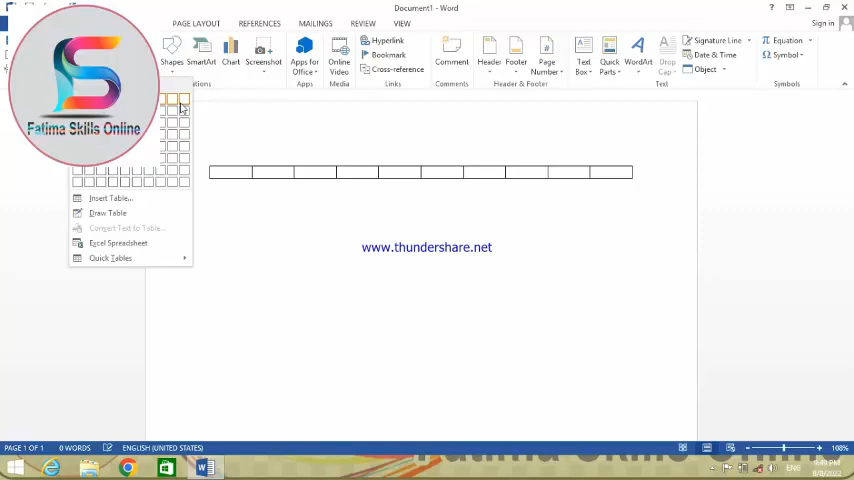 Document1 - Word
Sign in
PAGE LAYOUT REFERENCES MAILINGS REVIEW VIEW
Shapes SmartArt Chart Screenshot
Apps for Apps
Online Video
Hyperlink
Bookmark
Cross-reference
Comment
Header Footer Page Number
Text Box Quick Parts WordArt Drop Cap
Signature Line
Date & Time
Object
Equation
Symbol
Apps Media Links Comments Header & Footer Text Symbols
Fatima Skills Online
Insert Table...
Draw Table
Convert Text to Table...
Excel Spreadsheet
Quick Tables
www.thundershare.net
PAGE 1 OF 1 0 WORDS ENGLISH (UNITED STATES) 108%
Fatima Skills Online
ENG
8/8/2022